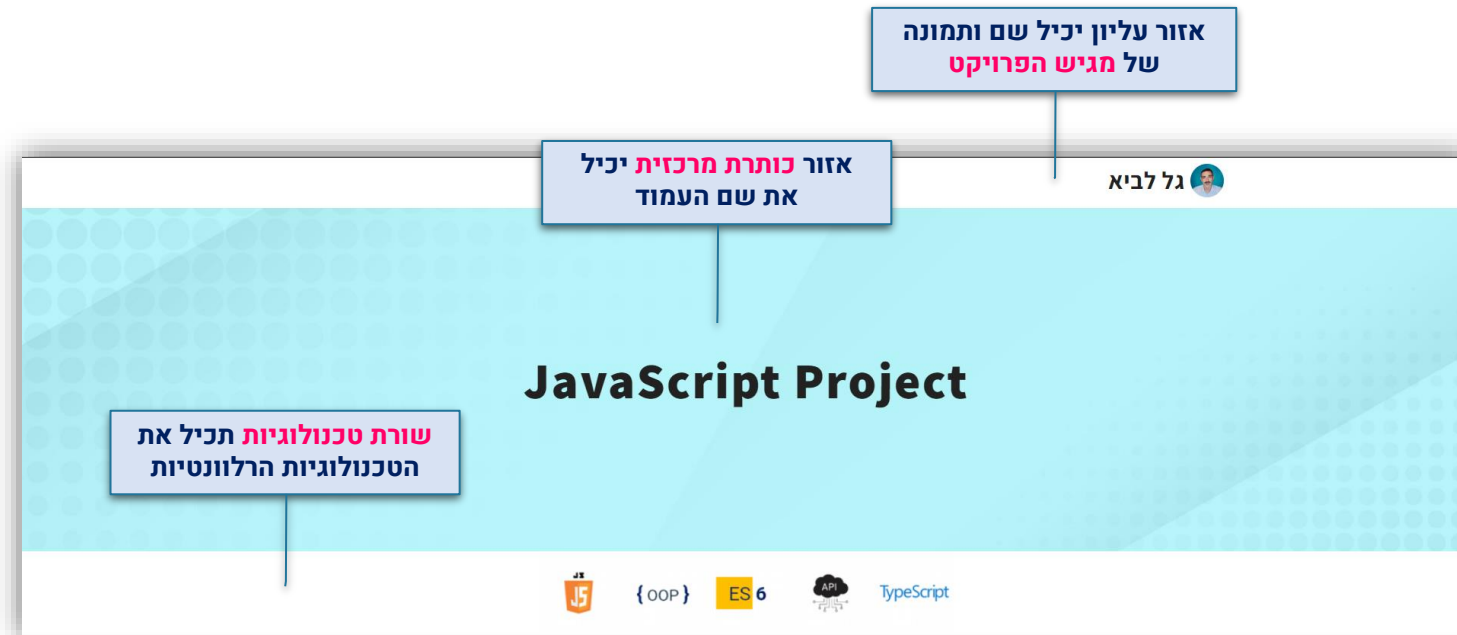 אזור עליון יכיל שם ותמונה
של מגיש הפרויקט
אזור כותרת מרכזית יכיל
את שם העמוד
גל לביא
JavaScript Project
שורת טכנולוגיות תכיל את
הטכנולוגיות הרלוונטיות
JS
JS
{OOP}
ES 6
API
TypeScript